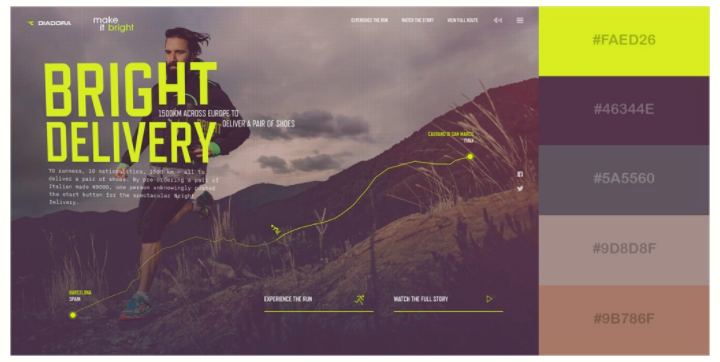 DIADORA
make
it bright
EXPERIENCE THE RUN
WATCH THE STORY
VIEW FULL ROUTE
BRIGHT
1500KM ACROSS EUROPE TO
DELIVER A PAIR OF SHOES
DELIVERY
CAERANO DI SAN MARCO
ITALY
70 runners, 10 nationalities, 1500 km – all to
deliver a pair of shoes. By pre-ordering a pair of
Italian made N9000, one person unknowingly pushed
the start button for the spectacular Bright
Delivery.
BARCELONA
SPAIN
EXPERIENCE THE RUN
WATCH THE FULL STORY
#FAED26
#46344E
#5A5560
#9D8D8F
#9B786F